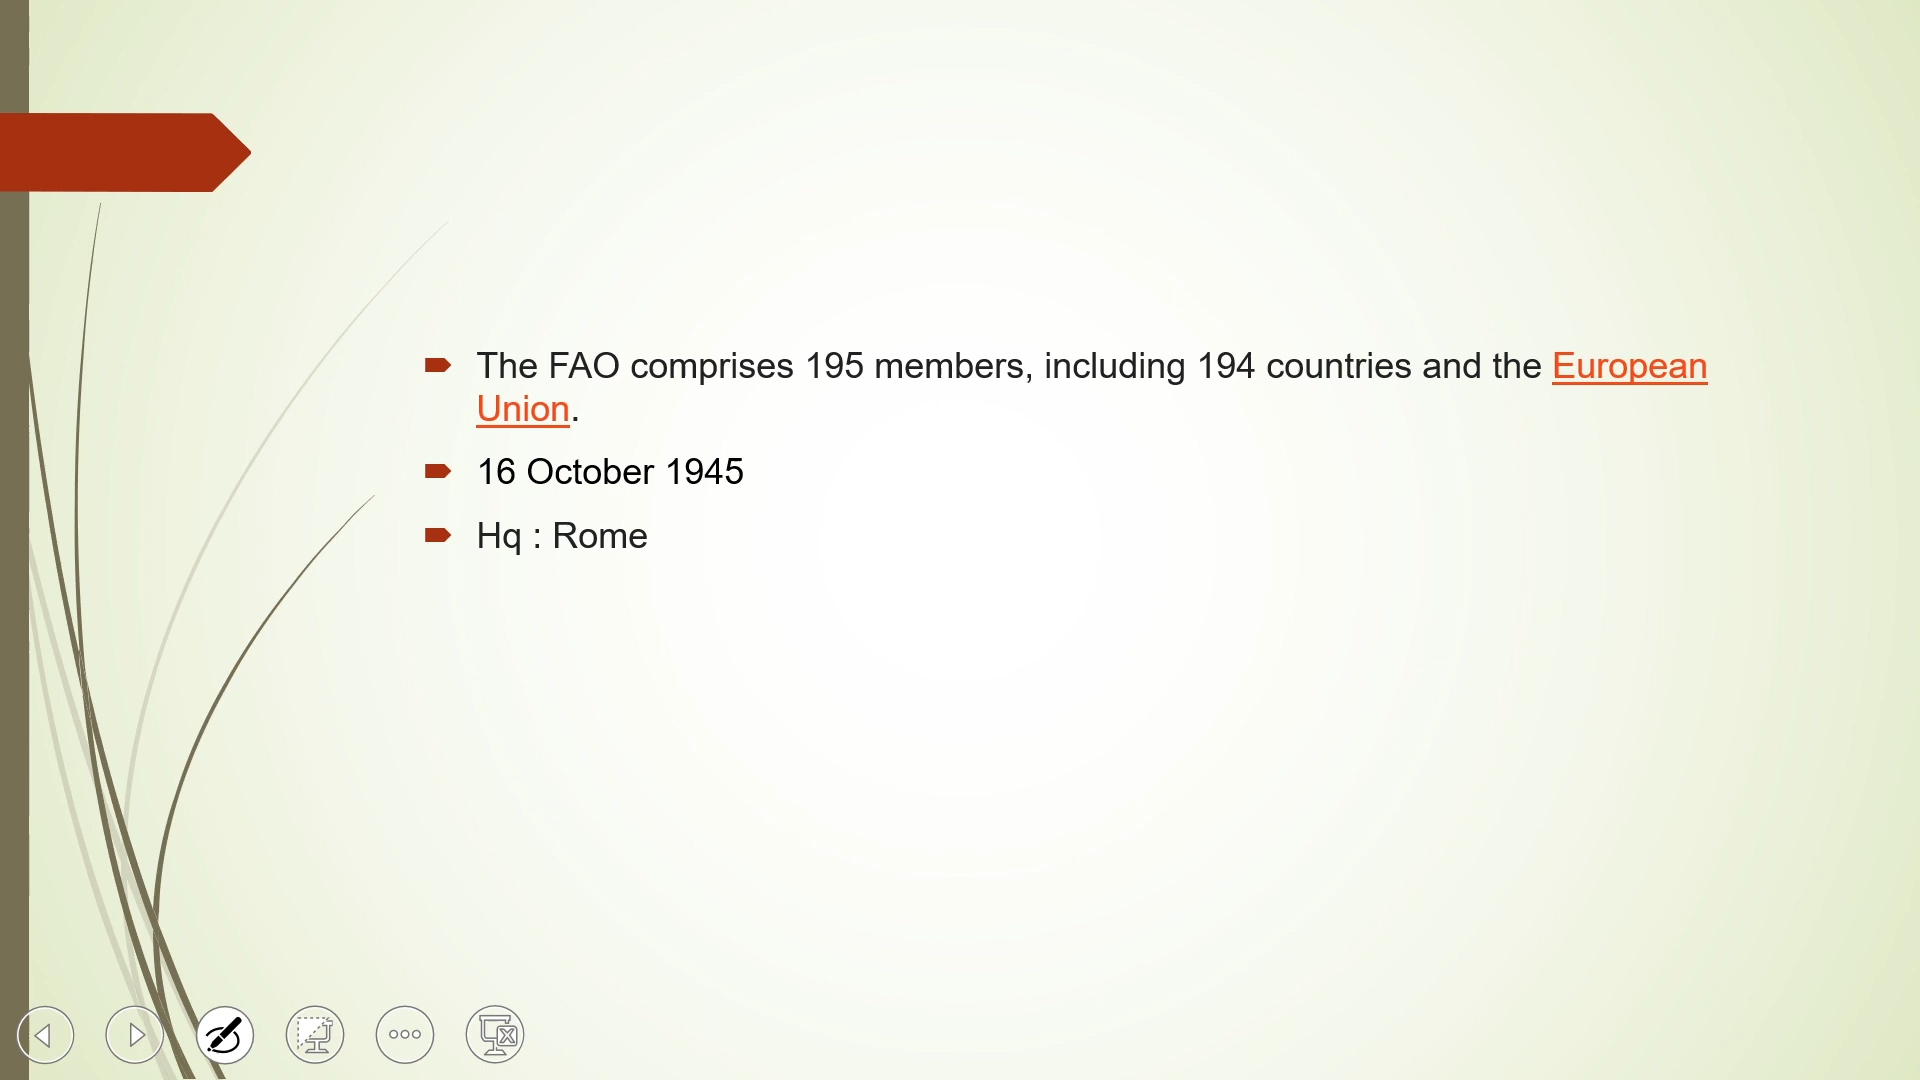 The FAO comprises 195 members, including 194 countries and the European
Union.
16 October 1945
Hq : Rome